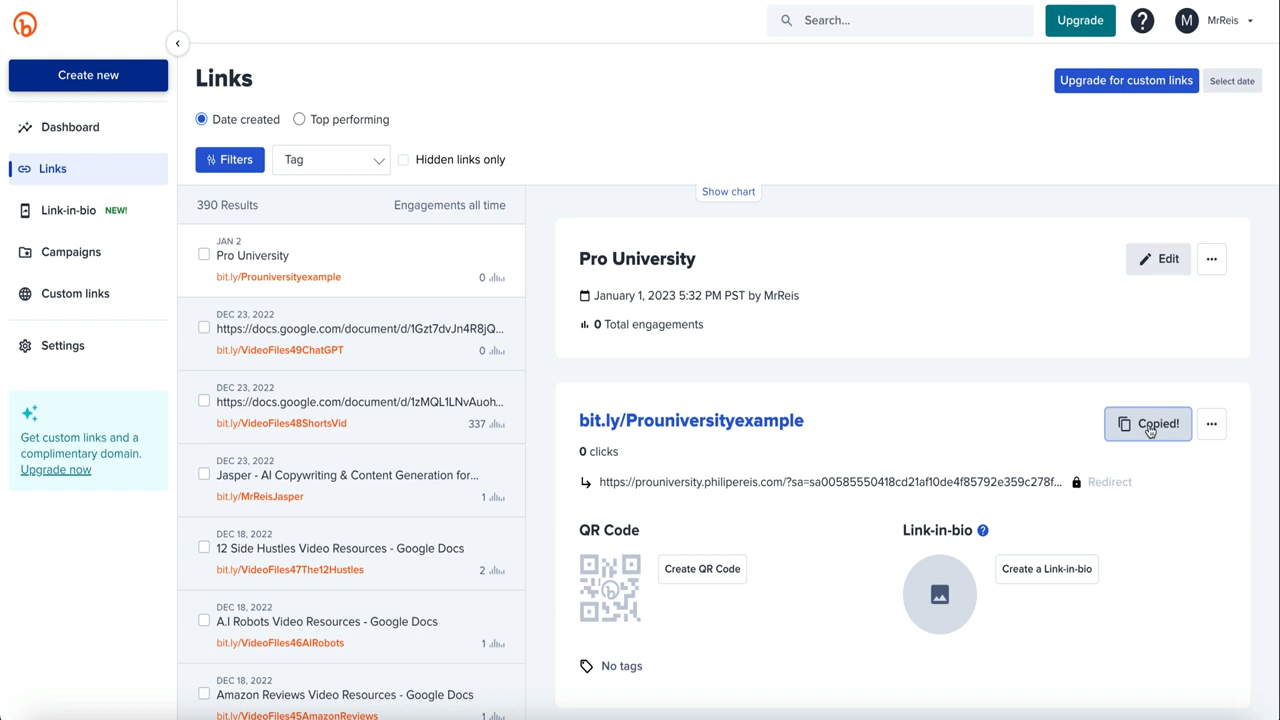 Search...
Upgrade
?
M
MrReis
Create new
Links
Upgrade for custom links
Select date
Dashboard
Date created
Top performing
Links
Filters
Tag
Hidden links only
Show chart
Link-in-bio NEW!
390 Results
Engagements all time
Campaigns
JAN 2
Pro University
bit.ly/Prouniversityexample
0
Pro University
Edit
January 1, 2023 5:32 PM PST by MrReis
0 Total engagements
Custom links
DEC 23, 2022
https://docs.google.com/document/d/1Gzt7dvJn4R8jQ...
bit.ly/VideoFiles49ChatGPT
0
Settings
DEC 23, 2022
https://docs.google.com/document/d/1zMQL1LNvAuoh...
bit.ly/VideoFiles48ShortsVid
337
Get custom links and a
complimentary domain.
Upgrade now
bit.ly/Prouniversityexample
Copied!
0 clicks
https://prouniversity.philipereis.com/?sa=sa00585550418cd21af10de4f85792e359c278f...
Redirect
DEC 23, 2022
Jasper - AI Copywriting & Content Generation for...
bit.ly/MrReisJasper
1
QR Code
Link-in-bio ?
Create QR Code
Create a Link-in-bio
DEC 18, 2022
12 Side Hustles Video Resources - Google Docs
bit.ly/VideoFiles47The12Hustles
2
DEC 18, 2022
A.I Robots Video Resources - Google Docs
bit.ly/VideoFIles46AIRobots
1
No tags
DEC 18, 2022
Amazon Reviews Video Resources - Google Docs
bit.ly/VideoFiles45AmazonReviews
1